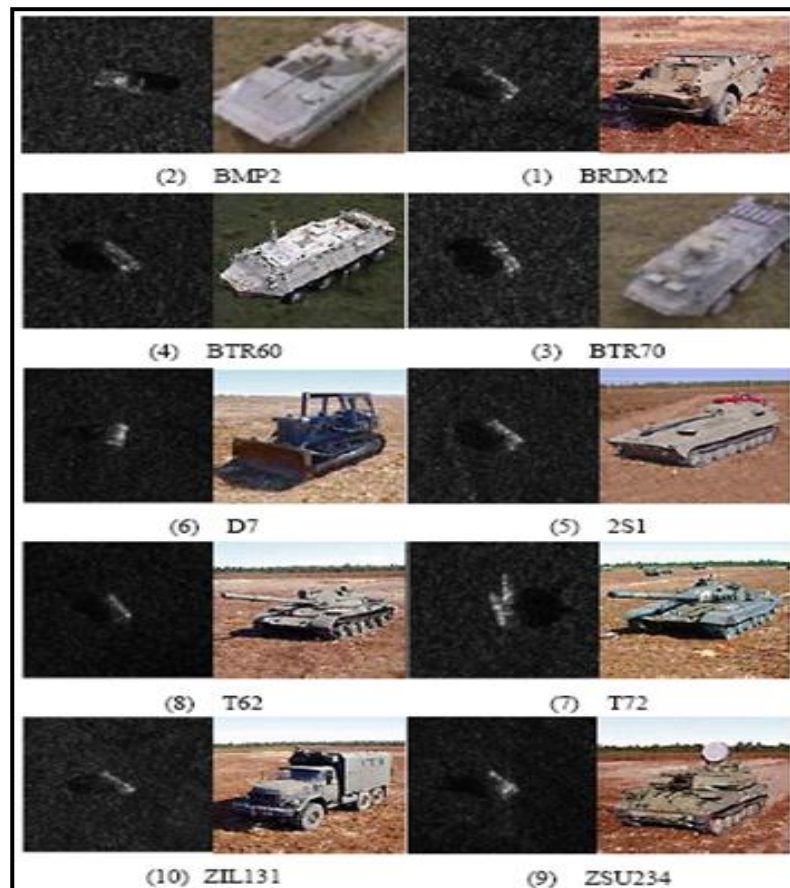 (2) BMP2 (1) BRDM2
(4) BTR60 (3) BTR70
(6) D7 (5) 2S1
(8) T62 (7) T72
(10) ZIL131 (9) ZSU234